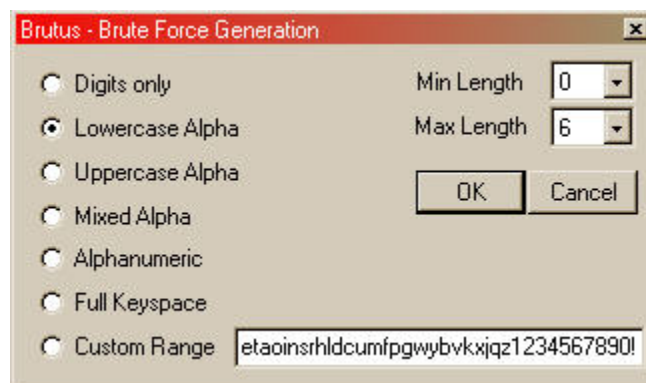 Brutus - Brute Force Generation
Digits only
Lowercase Alpha
Uppercase Alpha
Mixed Alpha
Alphanumeric
Full Keyspace
Custom Range etaoinsrhldcumfpgwybvkxjqz1234567890!
Min Length 0
Max Length 6
OK Cancel